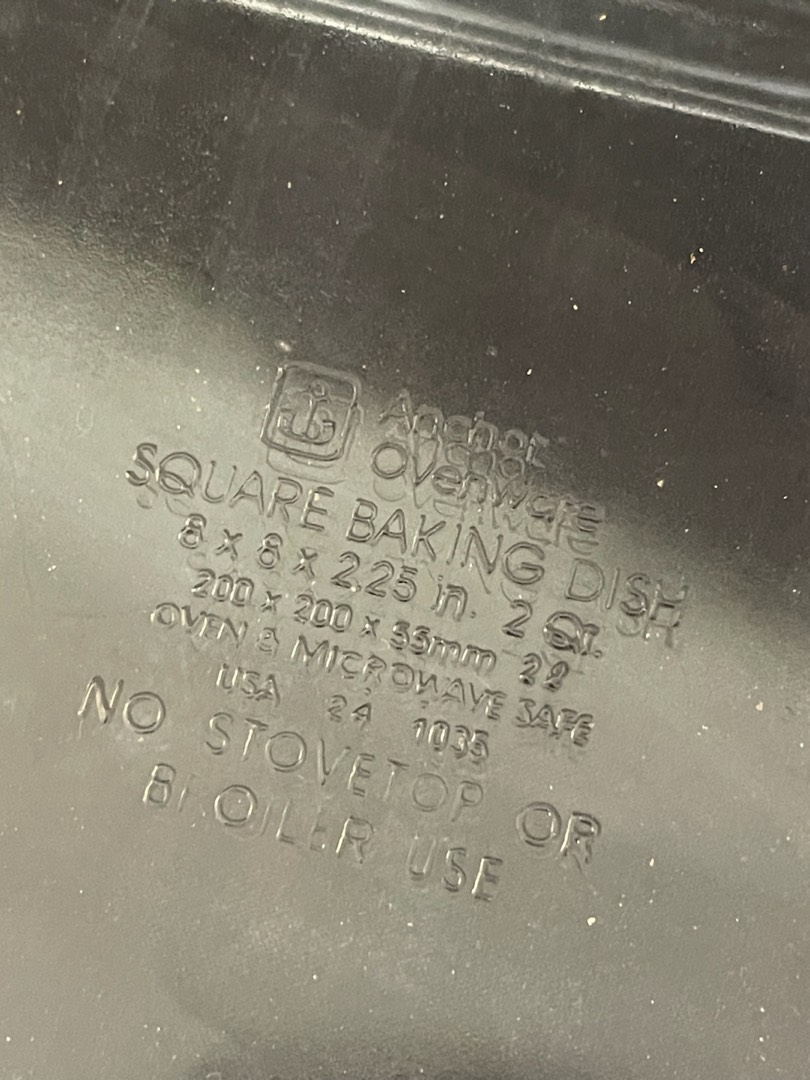 Anchor
Ovenware
SQUARE BAKING DISH
8 x 8 x 2.25 in. 2 QT.
200 x 200 x 55mm 2ℓ
OVEN & MICROWAVE SAFE
USA 24 1035
NO STOVETOP OR
BROILER USE